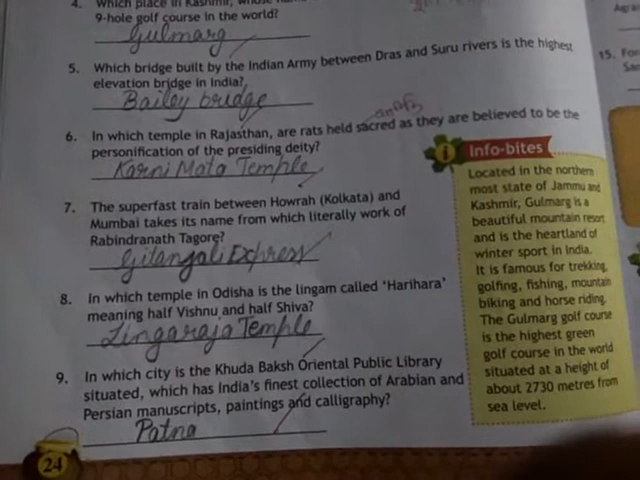 4. Which place in Kashmir, whose
9-hole golf course in the world?
Gulmarg
5. Which bridge built by the Indian Army between Dras and Suru rivers is the highest
elevation bridge in India?
Bailey bridge
6. In which temple in Rajasthan, are rats held sacred as they are believed to be the
personification of the presiding deity?
Karni Mata Temple
7. The superfast train between Howrah (Kolkata) and
Mumbai takes its name from which literally work of
Rabindranath Tagore?
Gitangali Express
8. In which temple in Odisha is the lingam called ‘Harihara’
meaning half Vishnu and half Shiva?
Lingaraja Temple
9. In which city is the Khuda Baksh Oriental Public Library
situated, which has India’s finest collection of Arabian and
Persian manuscripts, paintings and calligraphy?
Patna
24
Info-bites
Located in the northern
most state of Jammu and
Kashmir, Gulmarg is a
beautiful mountain resort
and is the heartland of
winter sport in India.
It is famous for trekking,
golfing, fishing, mountain
biking and horse riding.
The Gulmarg golf course
is the highest green
golf course in the world
situated at a height of
about 2730 metres from
sea level.
15.